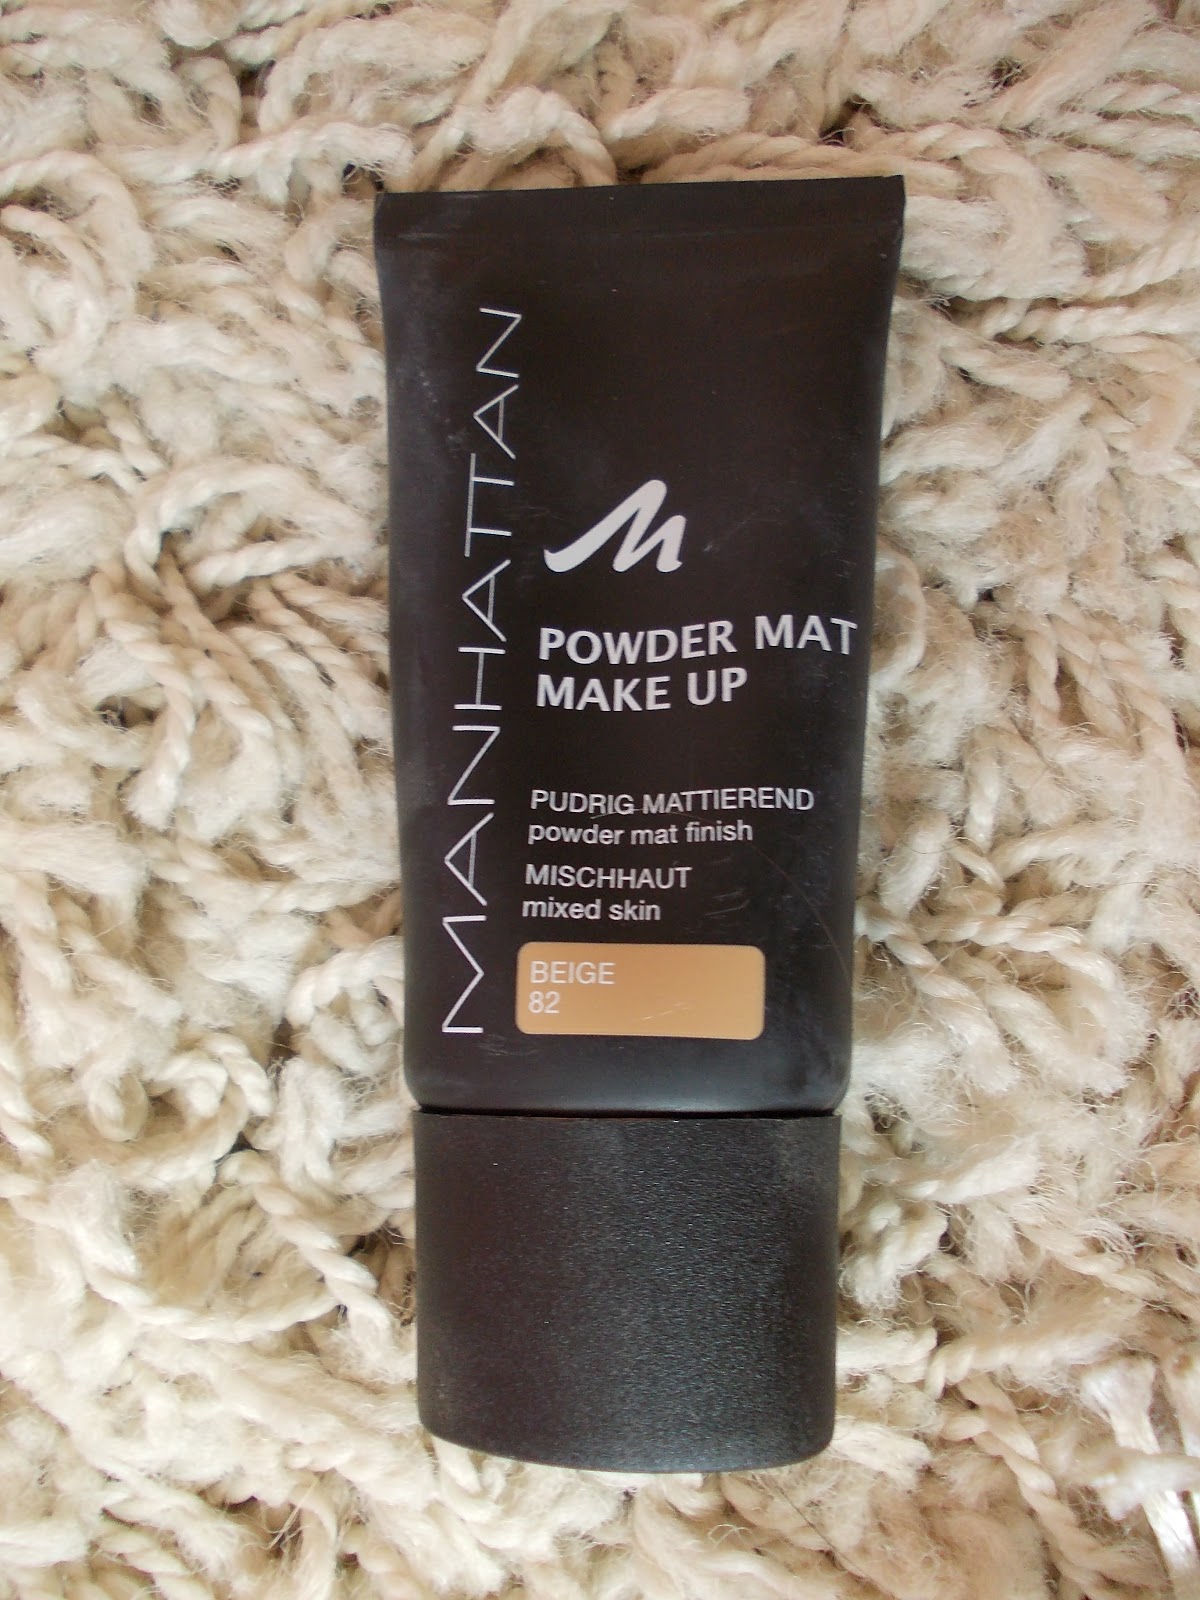 MANHATTAN
M
POWDER MAT
MAKE UP
PUDRIG MATTIEREND
powder mat finish
MISCHHAUT
mixed skin
BEIGE
82